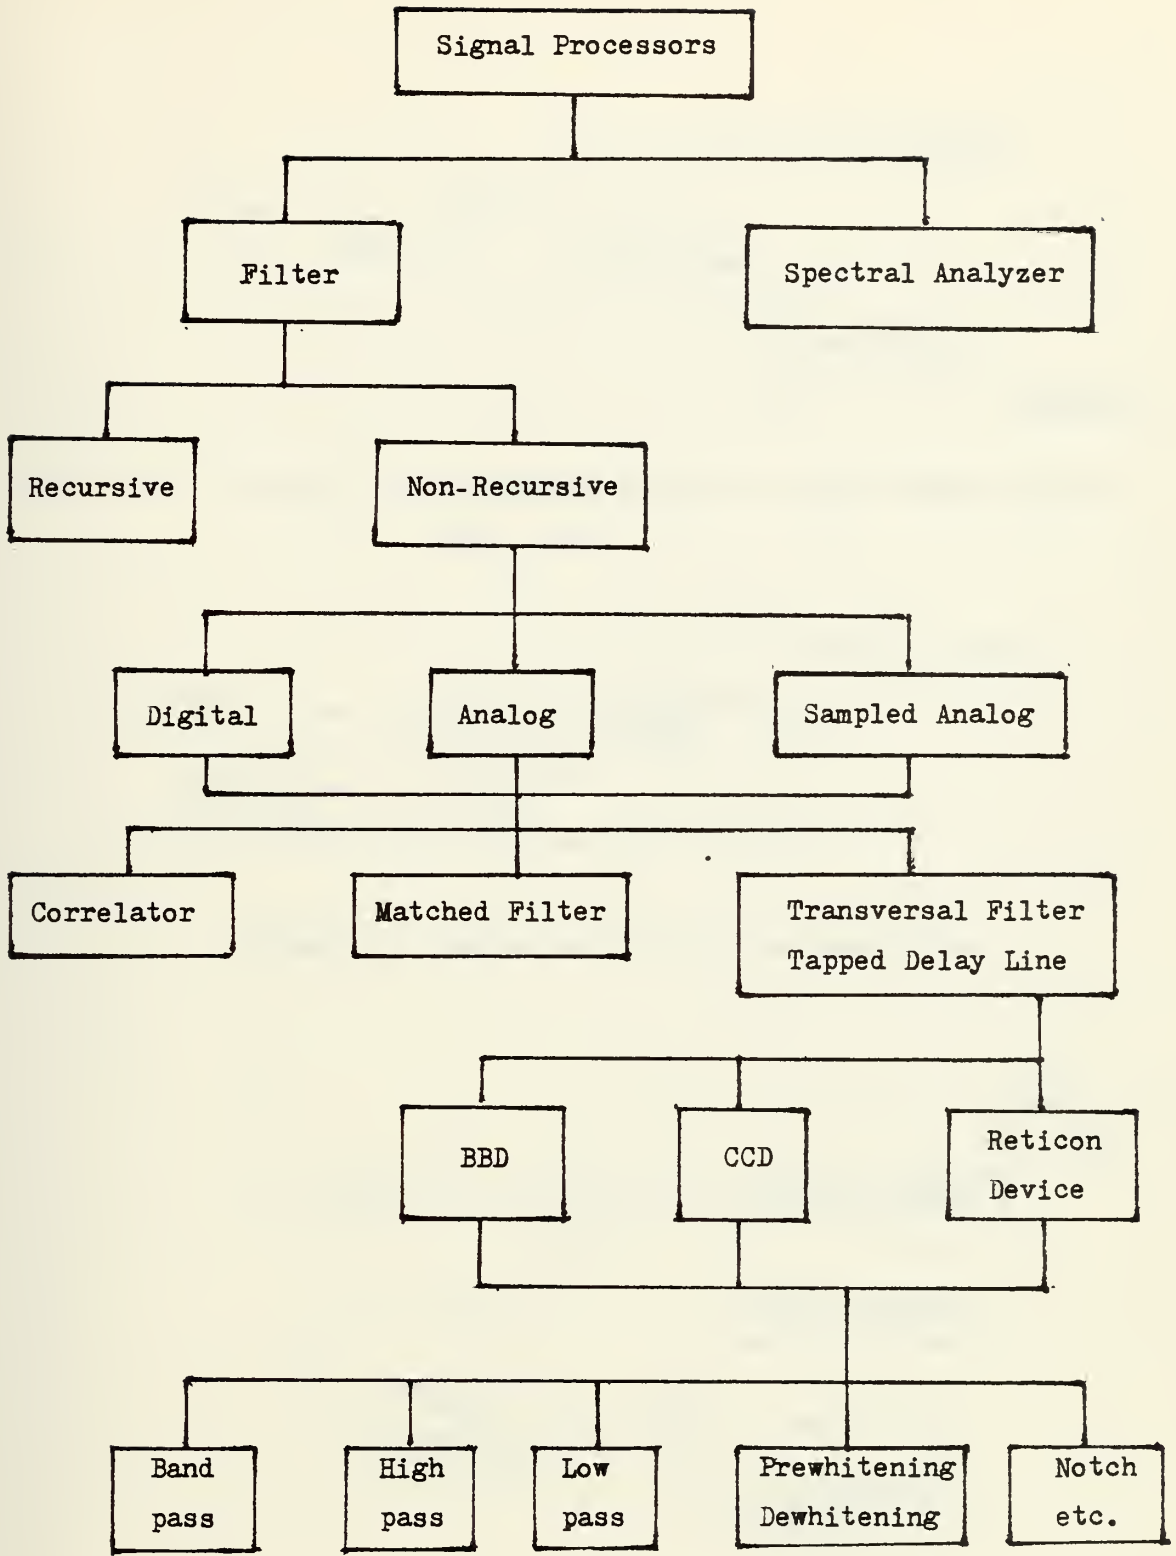 Signal Processors
Filter
Spectral Analyzer
Recursive
Non-Recursive
Digital
Analog
Sampled Analog
Correlator
Matched Filter
Transversal Filter
Tapped Delay Line
BBD
CCD
Reticon
Device
Band
pass
High
pass
Low
pass
Prewhitening
Dewhitening
Notch
etc.